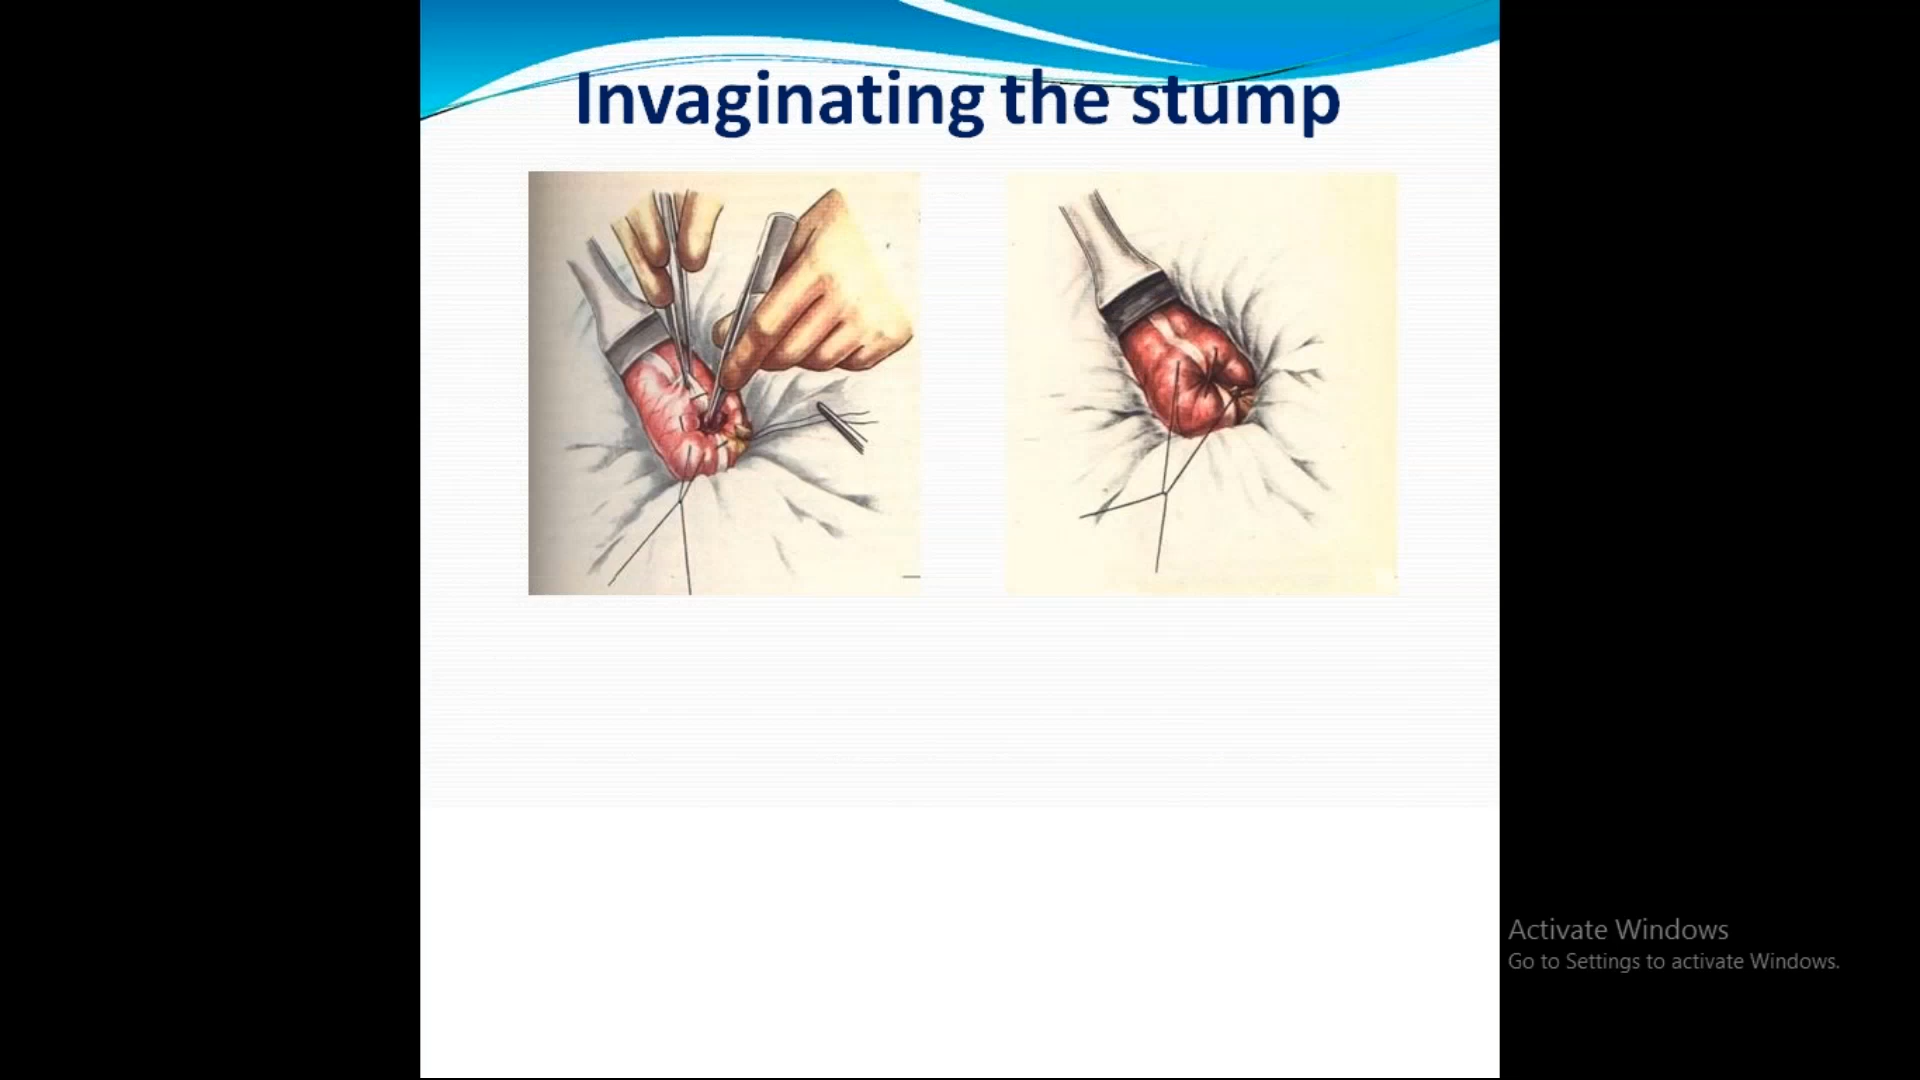 Invaginating the stump
Activate Windows
Go to Settings to activate Windows.